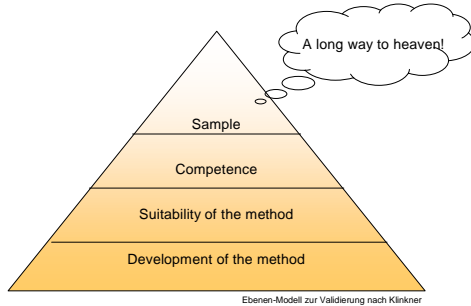 A long way to heaven!
Sample
Competence
Suitability of the method
Development of the method
Ebenen-Modell zur Validierung nach Klinkner